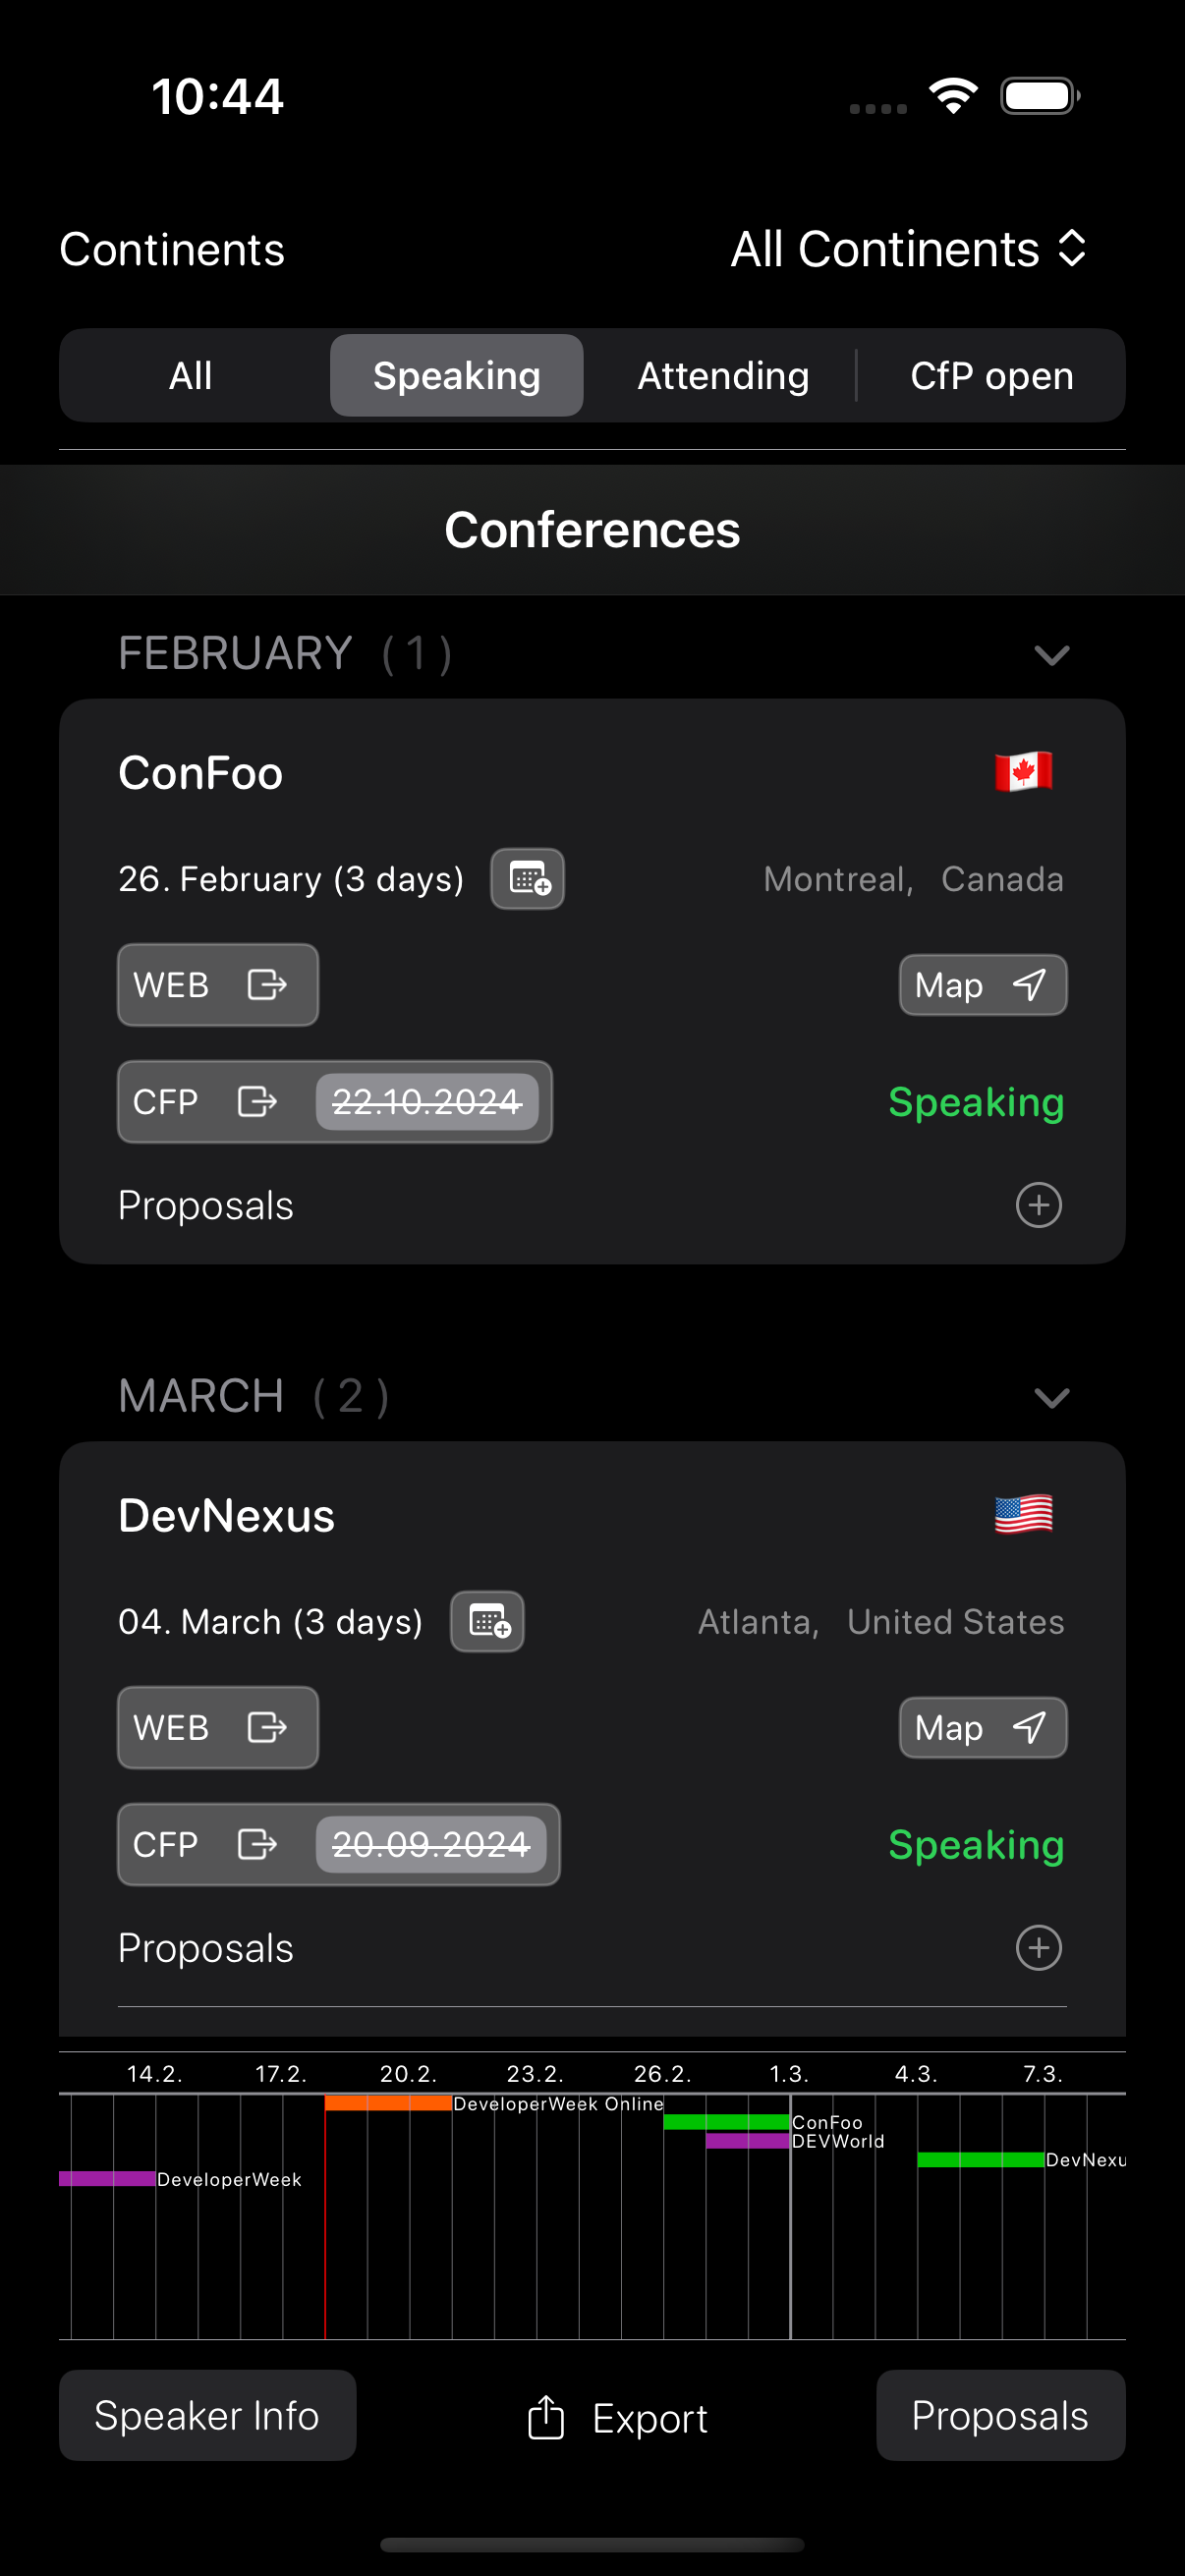 10:44
Continents All Continents
All Speaking Attending CfP open
Conferences
FEBRUARY (1)
ConFoo
26. February (3 days) Montreal, Canada
WEB Map
CFP 22.10.2024 Speaking
Proposals
MARCH (2)
DevNexus
04. March (3 days) Atlanta, United States
WEB Map
CFP 20.09.2024 Speaking
Proposals
14.2. 17.2. 20.2. 23.2. 26.2. 1.3. 4.3. 7.3.
DeveloperWeek Online
ConFoo
DEVWorld
DevNexu
DeveloperWeek
Speaker Info Export Proposals